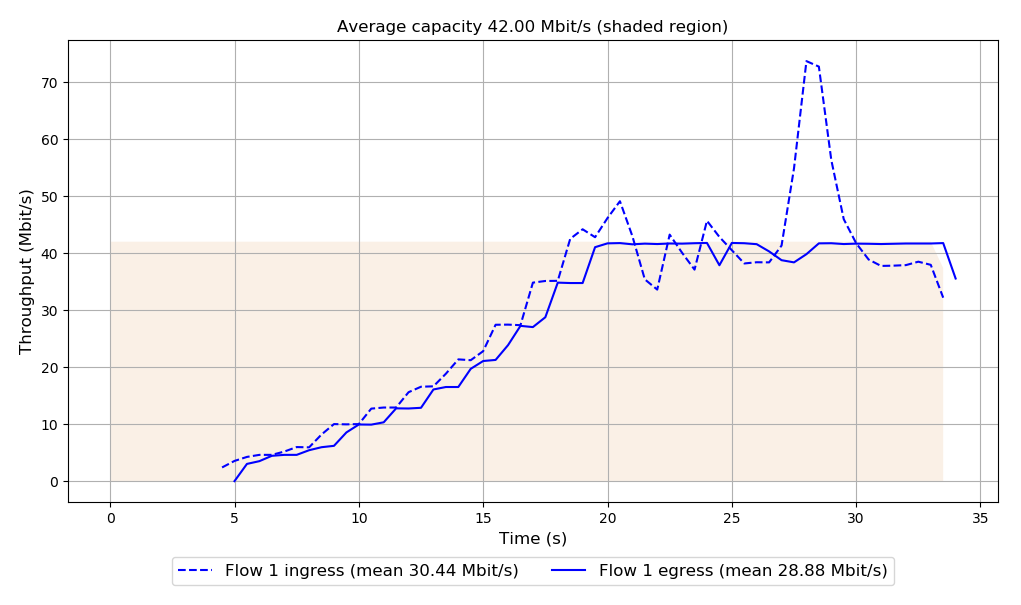 Average capacity 42.00 Mbit/s (shaded region)
Throughput (Mbit/s)
70
60
50
40
30
20
10
0
0 5 10 15 20 25 30 35
Time (s)
Flow 1 ingress (mean 30.44 Mbit/s) Flow 1 egress (mean 28.88 Mbit/s)